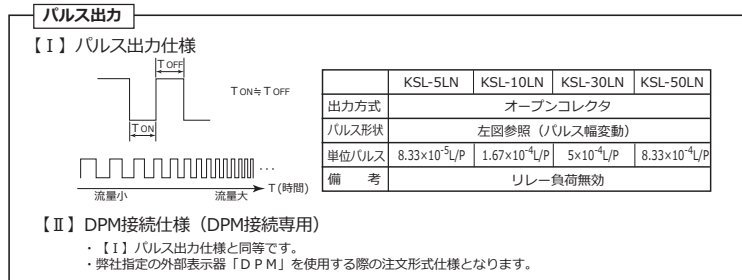 パルス出力
【Ⅰ】パルス出力仕様
T OFF
T ON≒T OFF
T ON
・・・
T(時間)
流量小 流量大
KSL-5LN KSL-10LN KSL-30LN KSL-50LN
出力方式 オープンコレクタ
パルス形状 左図参照(パルス幅変動)
単位パルス 8.33×10⁻⁵L/P 1.67×10⁻⁴L/P 5×10⁻⁴L/P 8.33×10⁻⁴L/P
備 考 リレー負荷無効
【Ⅱ】DPM接続仕様(DPM接続専用)
・【Ⅰ】パルス出力仕様と同等です。
・弊社指定の外部表示器「DPM」を使用する際の注文形式仕様となります。